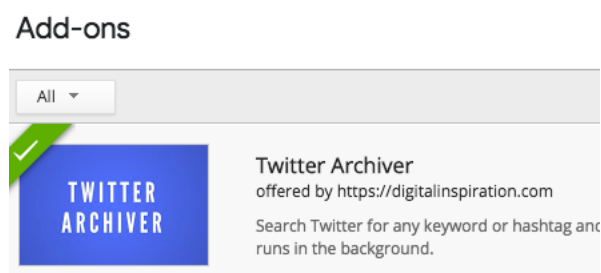 Add-ons
All
TWITTER
ARCHIVER
Twitter Archiver
offered by https://digitalinspiration.com
Search Twitter for any keyword or hashtag and
runs in the background.